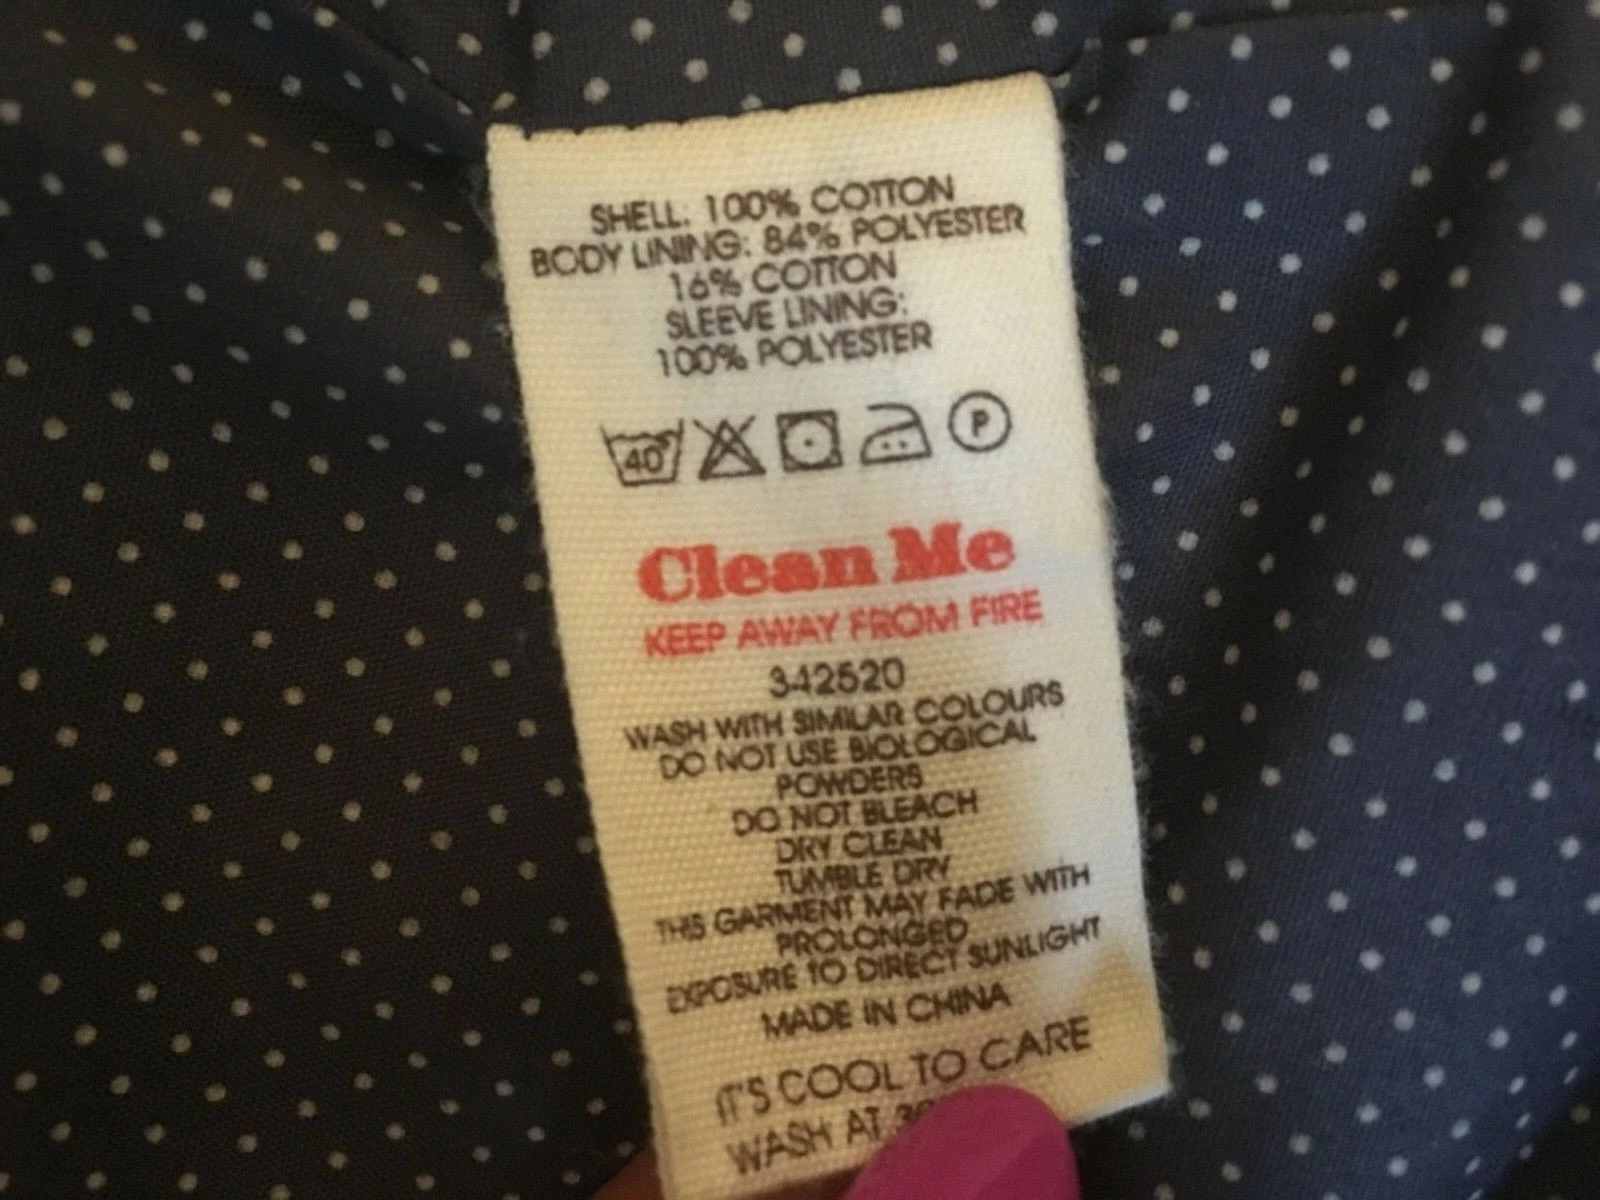 SHELL: 100% COTTON
BODY LINING: 84% POLYESTER
16% COTTON
SLEEVE LINING:
100% POLYESTER
40° P
Clean Me
KEEP AWAY FROM FIRE
342520
WASH WITH SIMILAR COLOURS
DO NOT USE BIOLOGICAL
POWDERS
DO NOT BLEACH
DRY CLEAN
TUMBLE DRY
THIS GARMENT MAY FADE WITH
PROLONGED
EXPOSURE TO DIRECT SUNLIGHT
MADE IN CHINA
IT'S COOL TO CARE
WASH AT